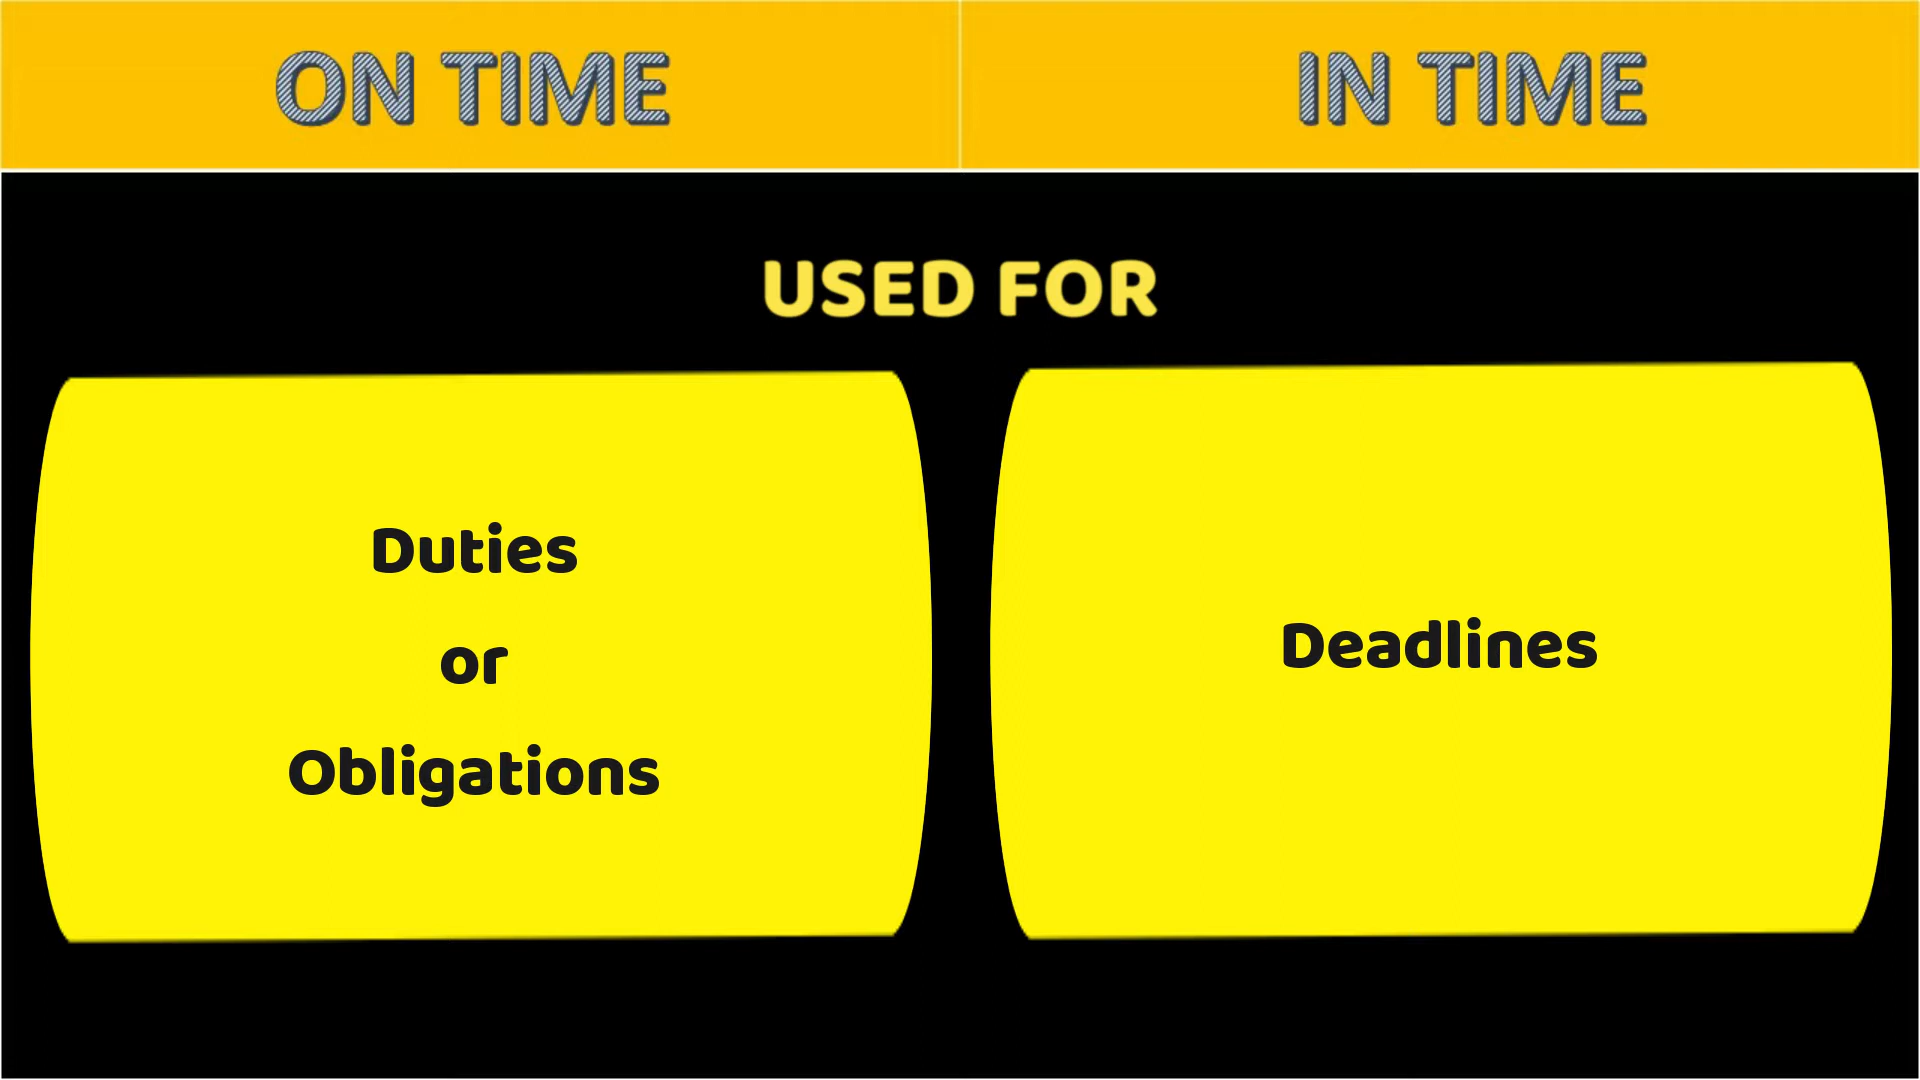 ON TIME
IN TIME
USED FOR
Duties
or
Obligations
Deadlines